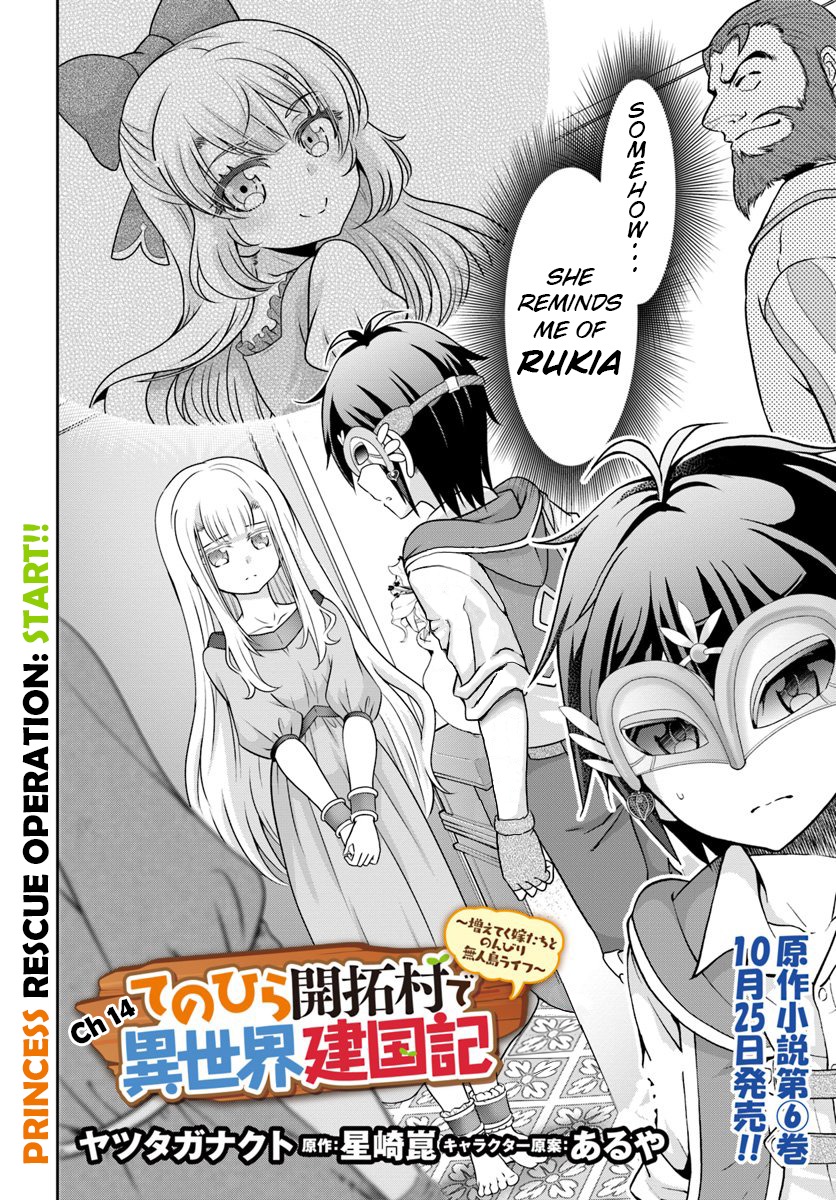 SOMEHOW...
SHE
REMINDS
ME OF
RUKIA
PRINCESS RESCUE OPERATION: START!!
原作小説第⑥巻
10月25日発売!!
Ch 14
〜増えてく嫁たちと
のんびり
無人島ライフ〜
てのひら開拓村で
異世界建国記
ヤツタガナクト 原作:星崎崑 キャラクター原案:あるや